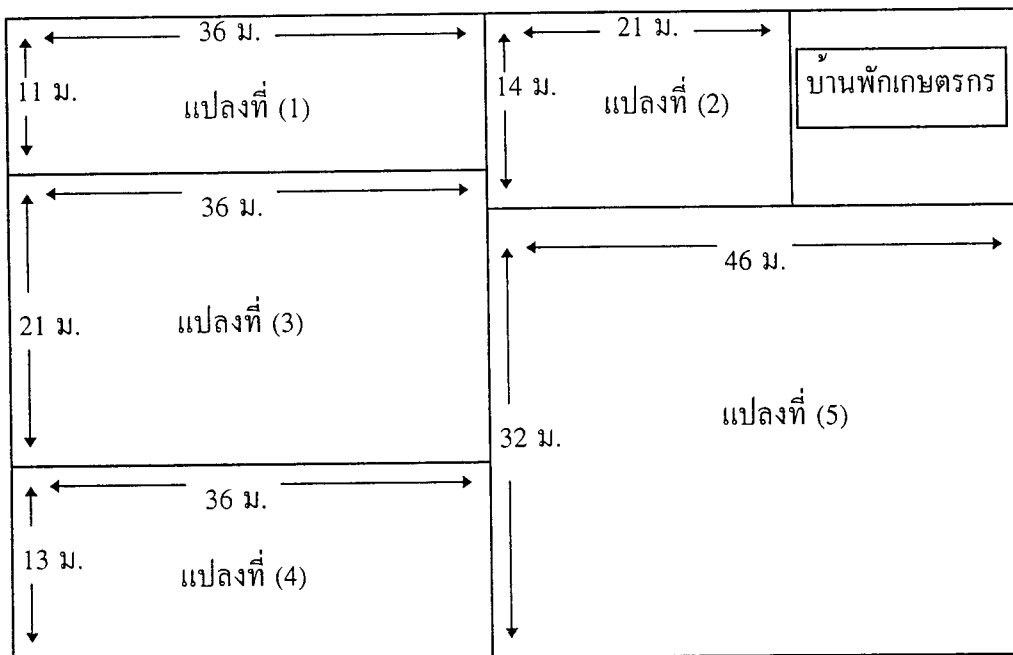 36 ม.
11 ม.
แปลงที่ (1)
21 ม.
14 ม.
แปลงที่ (2)
บ้านพักเกษตรกร
36 ม.
21 ม.
แปลงที่ (3)
46 ม.
32 ม.
แปลงที่ (5)
36 ม.
13 ม.
แปลงที่ (4)